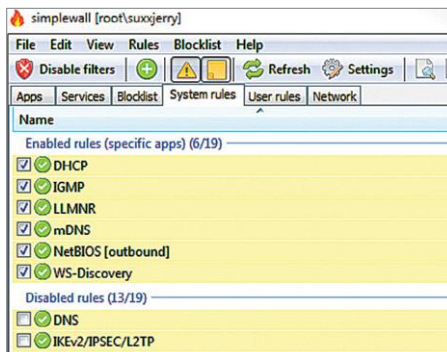 simplewall [root\suxxjerry]
File Edit View Rules Blocklist Help
Disable filters Refresh Settings
Apps Services Blocklist System rules User rules Network
Name
Enabled rules (specific apps) (6/19)
DHCP
IGMP
LLMNR
mDNS
NetBIOS [outbound]
WS-Discovery
Disabled rules (13/19)
DNS
IKEv2/IPSEC/L2TP